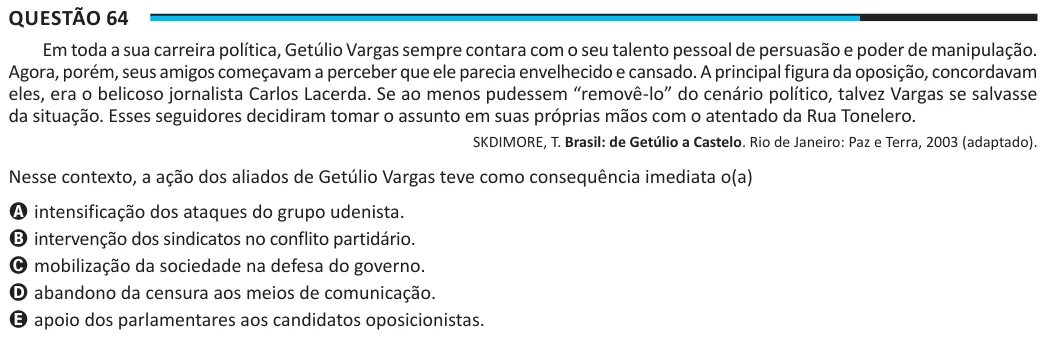 QUESTÃO 64
Em toda a sua carreira política, Getúlio Vargas sempre contara com o seu talento pessoal de persuasão e poder de manipulação.
Agora, porém, seus amigos começavam a perceber que ele parecia envelhecido e cansado. A principal figura da oposição, concordavam
eles, era o belicoso jornalista Carlos Lacerda. Se ao menos pudessem “removê-lo” do cenário político, talvez Vargas se salvasse
da situação. Esses seguidores decidiram tomar o assunto em suas próprias mãos com o atentado da Rua Tonelero.
SKDIMORE, T. Brasil: de Getúlio a Castelo. Rio de Janeiro: Paz e Terra, 2003 (adaptado).
Nesse contexto, a ação dos aliados de Getúlio Vargas teve como consequência imediata o(a)
A intensificação dos ataques do grupo udenista.
B intervenção dos sindicatos no conflito partidário.
C mobilização da sociedade na defesa do governo.
D abandono da censura aos meios de comunicação.
E apoio dos parlamentares aos candidatos oposicionistas.